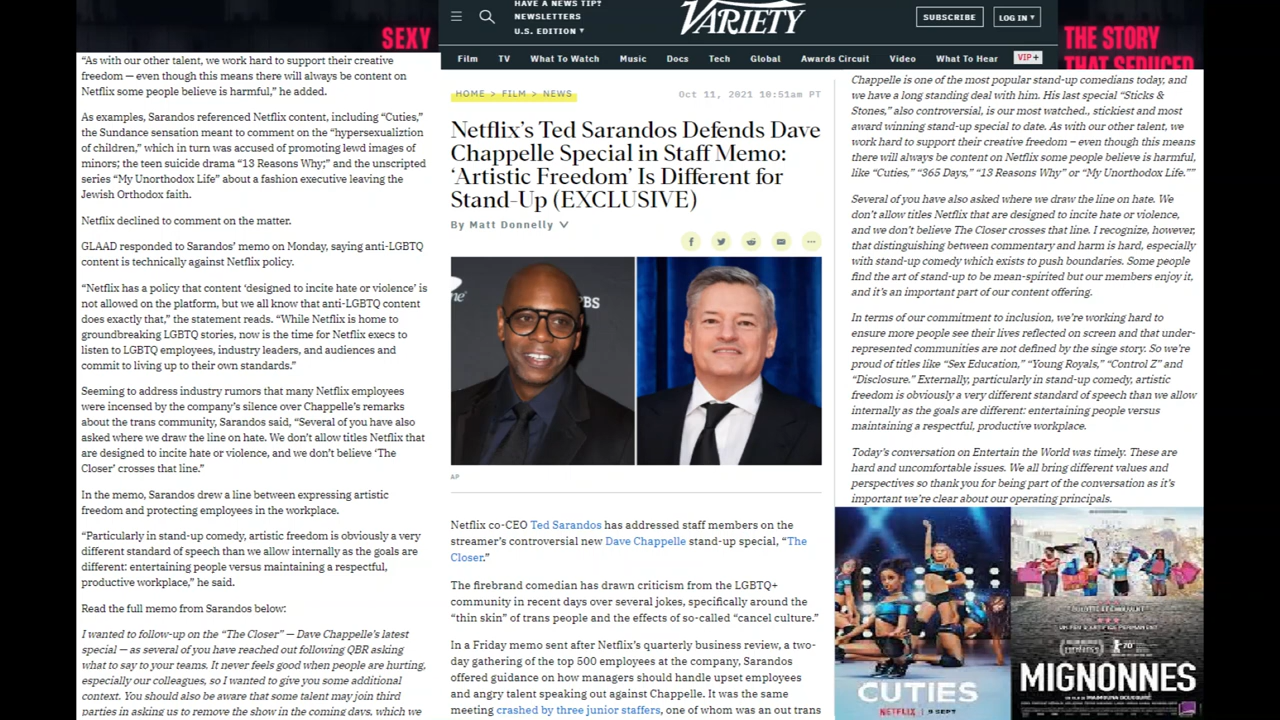 SEXY
“As with our other talent, we work hard to support their creative
freedom — even though this means there will always be content on
Netflix some people believe is harmful,” he added.
As examples, Sarandos referenced Netflix content, including “Cuties,”
the Sundance sensation meant to comment on the “hypersexualiztion
of children,” which in turn was accused of promoting lewd images of
minors; the teen suicide drama “13 Reasons Why;” and the unscripted
series “My Unorthodox Life” about a fashion executive leaving the
Jewish Orthodox faith.
Netflix declined to comment on the matter.
GLAAD responded to Sarandos’ memo on Monday, saying anti-LGBTQ
content is technically against Netflix policy.
“Netflix has a policy that content ‘designed to incite hate or violence’ is
not allowed on the platform, but we all know that anti-LGBTQ content
does exactly that,” the statement reads. “While Netflix is home to
groundbreaking LGBTQ stories, now is the time for Netflix execs to
listen to LGBTQ employees, industry leaders, and audiences and
commit to living up to their own standards.”
Seeming to address industry rumors that many Netflix employees
were incensed by the company’s silence over Chappelle’s remarks
about the trans community, Sarandos said, “Several of you have also
asked where we draw the line on hate. We don’t allow titles Netflix that
are designed to incite hate or violence, and we don’t believe ‘The
Closer’ crosses that line.”
In the memo, Sarandos drew a line between expressing artistic
freedom and protecting employees in the workplace.
“Particularly in stand-up comedy, artistic freedom is obviously a very
different standard of speech than we allow internally as the goals are
different: entertaining people versus maintaining a respectful,
productive workplace,” he said.
Read the full memo from Sarandos below:
I wanted to follow-up on the “The Closer” — Dave Chappelle’s latest
special — as several of you have reached out following QBR asking
what to say to your teams. It never feels good when people are hurting,
especially our colleagues, so I wanted to give you some additional
context. You should also be aware that some talent may join third
parties in asking us to remove the show in the coming days, which
HAVE A NEWS TIP?
NEWSLETTERS
U.S. EDITION
VARIETY
SUBSCRIBE
LOG IN
Film TV What To Watch Music Docs Tech Global Awards Circuit Video What To Hear VIP+
HOME > FILM > NEWS
Oct 11, 2021 10:51am PT
Netflix’s Ted Sarandos Defends Dave
Chappelle Special in Staff Memo:
‘Artistic Freedom’ Is Different for
Stand-Up (EXCLUSIVE)
By Matt Donnelly
BS
AP
Netflix co-CEO Ted Sarandos has addressed staff members on the
streamer’s controversial new Dave Chappelle stand-up special, “The
Closer.”
The firebrand comedian has drawn criticism from the LGBTQ+
community in recent days over several jokes, specifically around the
“thin skin” of trans people and the effects of so-called “cancel culture.”
In a Friday memo sent after Netflix’s quarterly business review, a two-
day gathering of the top 500 employees at the company, Sarandos
offered guidance on how managers should handle upset employees
and angry talent speaking out against Chappelle. It was the same
meeting crashed by three junior staffers, one of whom was an out trans
THE STORY
THAT SEDUCED
Chappelle is one of the most popular stand-up comedians today, and
we have a long standing deal with him. His last special “Sticks &
Stones,” also controversial, is our most watched., stickiest and most
award winning stand-up special to date. As with our other talent, we
work hard to support their creative freedom – even though this means
there will always be content on Netflix some people believe is harmful,
like “Cuties,” “365 Days,” “13 Reasons Why” or “My Unorthodox Life.””
Several of you have also asked where we draw the line on hate. We
don’t allow titles Netflix that are designed to incite hate or violence,
and we don’t believe The Closer crosses that line. I recognize, however,
that distinguishing between commentary and harm is hard, especially
with stand-up comedy which exists to push boundaries. Some people
find the art of stand-up to be mean-spirited but our members enjoy it,
and it’s an important part of our content offering.
In terms of our commitment to inclusion, we’re working hard to
ensure more people see their lives reflected on screen and that under-
represented communities are not defined by the singe story. So we’re
proud of titles like “Sex Education,” “Young Royals,” “Control Z” and
“Disclosure.” Externally, particularly in stand-up comedy, artistic
freedom is obviously a very different standard of speech than we allow
internally as the goals are different: entertaining people versus
maintaining a respectful, productive workplace.
Today’s conversation on Entertain the World was timely. These are
hard and uncomfortable issues. We all bring different values and
perspectives so thank you for being part of the conversation as it’s
important we’re clear about our operating principals.
CUTIES
NETFLIX | 9 SEPT
MIGNONNES